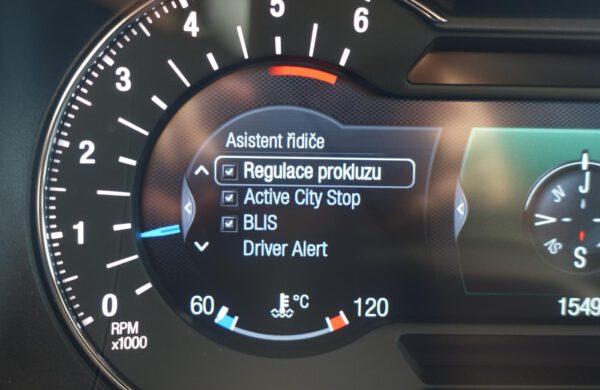 6
5
4
3
2
1
0
RPM
x1000
Asistent řidiče
Regulace prokluzu
Active City Stop
BLIS
Driver Alert
60 °C 120
J
S
1549